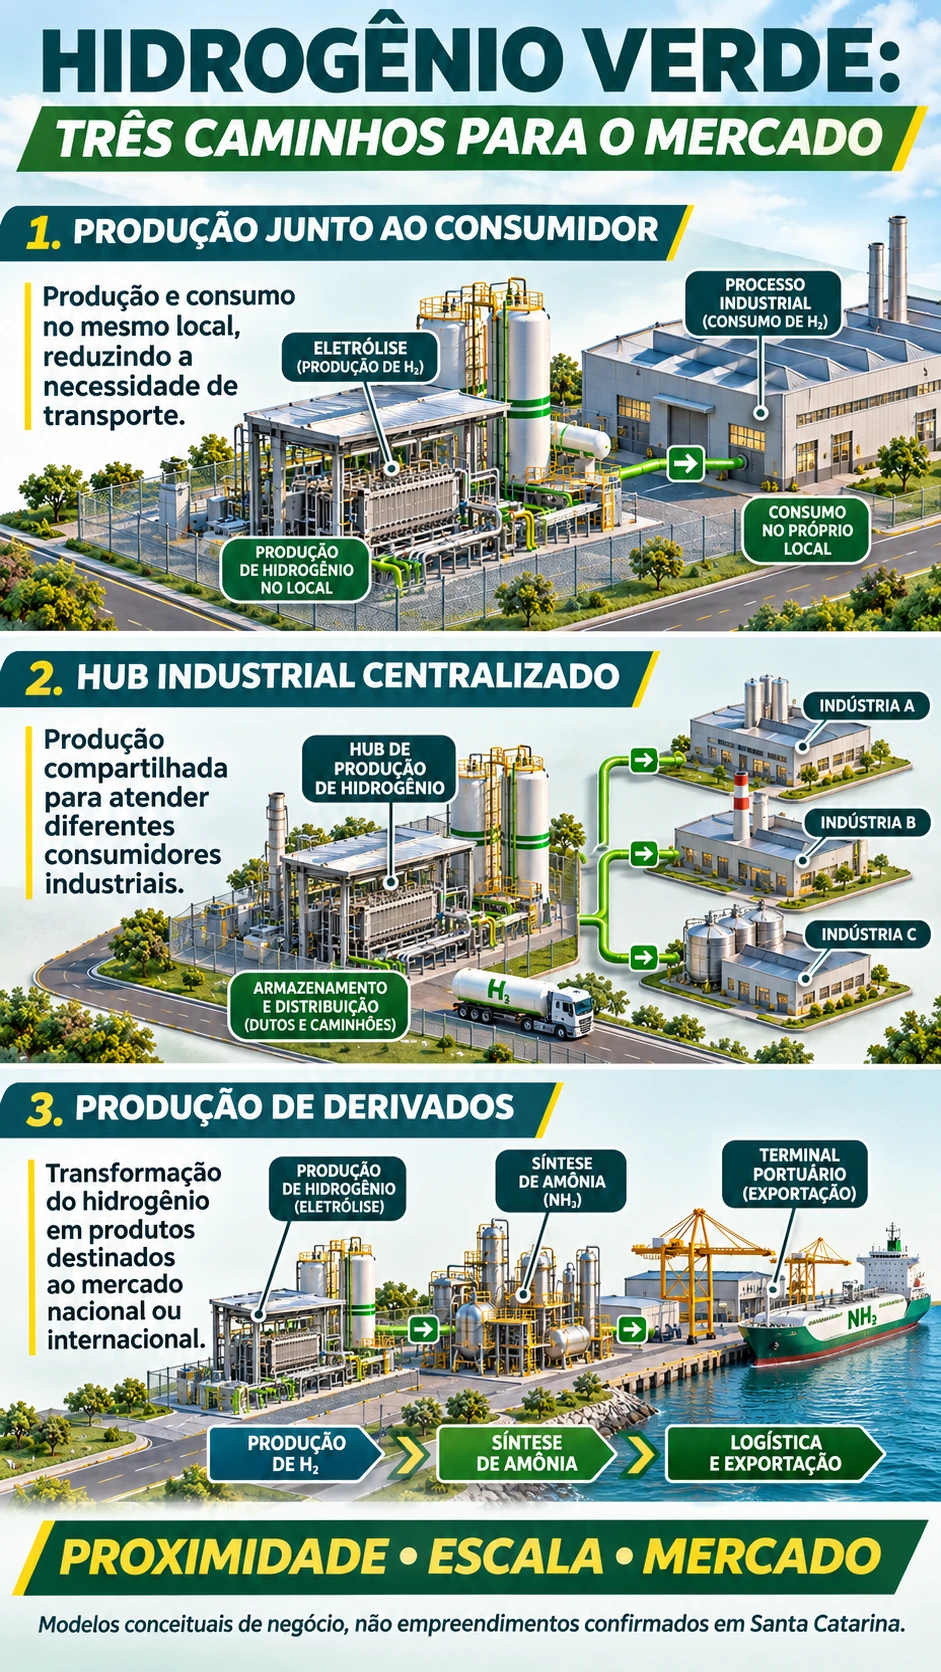 HIDROGÊNIO VERDE:
TRÊS CAMINHOS PARA O MERCADO
1. PRODUÇÃO JUNTO AO CONSUMIDOR
Produção e consumo
no mesmo local,
reduzindo a
necessidade de
transporte.
ELETRÓLISE
(PRODUÇÃO DE H₂)
PROCESSO
INDUSTRIAL
(CONSUMO DE H₂)
PRODUÇÃO
DE HIDROGÊNIO
NO LOCAL
CONSUMO
NO PRÓPRIO
LOCAL
2. HUB INDUSTRIAL CENTRALIZADO
Produção
compartilhada
para atender
diferentes
consumidores
industriais.
HUB DE
PRODUÇÃO
DE HIDROGÊNIO
INDÚSTRIA A
INDÚSTRIA B
INDÚSTRIA C
ARMAZENAMENTO
E DISTRIBUIÇÃO
(DUTOS E CAMINHÕES)
H₂
3. PRODUÇÃO DE DERIVADOS
Transformação
do hidrogênio
em produtos
destinados
ao mercado
nacional ou
internacional.
PRODUÇÃO
DE HIDROGÊNIO
(ELETRÓLISE)
SÍNTESE
DE AMÔNIA
(NH₃)
TERMINAL
PORTUÁRIO
(EXPORTAÇÃO)
NH₃
PRODUÇÃO
DE H₂
SÍNTESE
DE AMÔNIA
LOGÍSTICA
E EXPORTAÇÃO
PROXIMIDADE • ESCALA • MERCADO
Modelos conceituais de negócio, não empreendimentos confirmados em Santa Catarina.